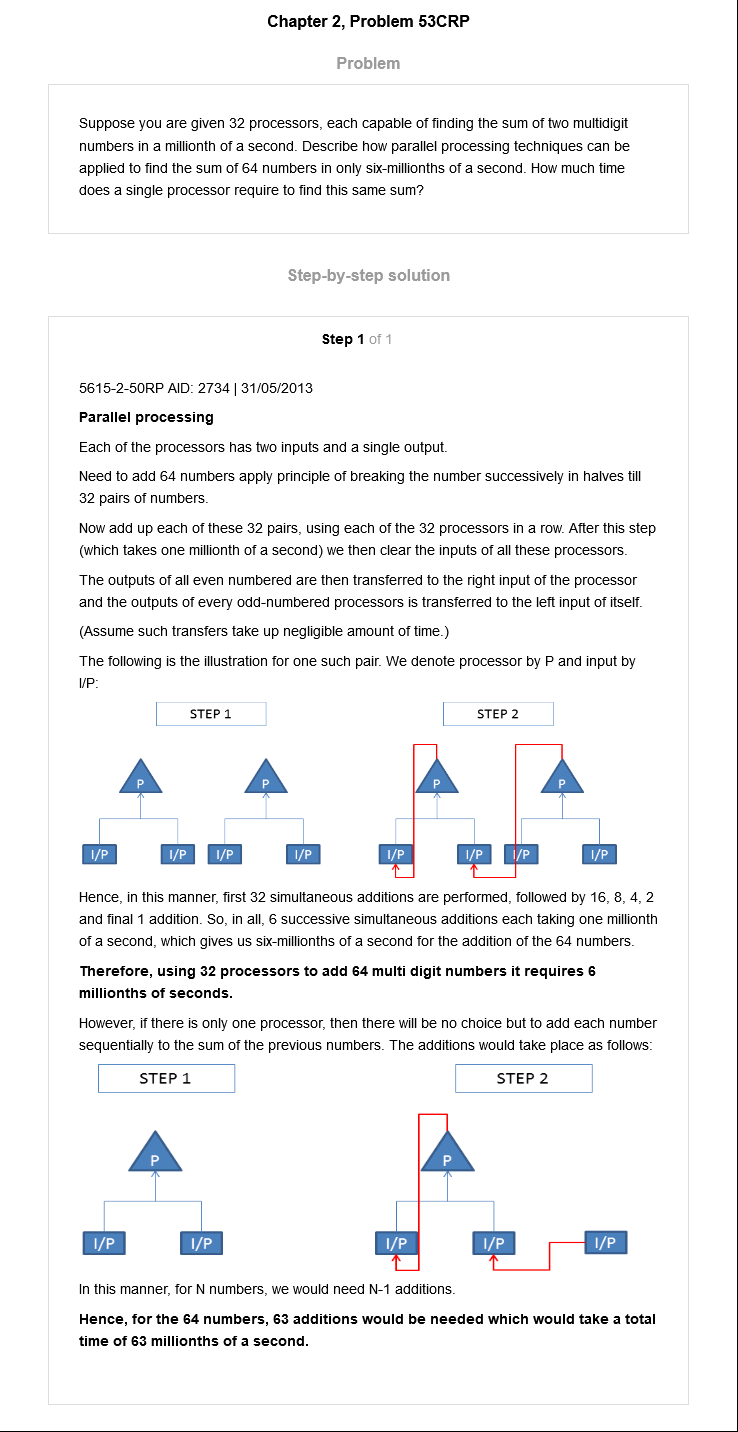 Chapter 2, Problem 53CRP
Problem
Suppose you are given 32 processors, each capable of finding the sum of two multidigit
numbers in a millionth of a second. Describe how parallel processing techniques can be
applied to find the sum of 64 numbers in only six-millionths of a second. How much time
does a single processor require to find this same sum?
Step-by-step solution
Step 1 of 1
5615-2-50RP AID: 2734 | 31/05/2013
Parallel processing
Each of the processors has two inputs and a single output.
Need to add 64 numbers apply principle of breaking the number successively in halves till
32 pairs of numbers.
Now add up each of these 32 pairs, using each of the 32 processors in a row. After this step
(which takes one millionth of a second) we then clear the inputs of all these processors.
The outputs of all even numbered are then transferred to the right input of the processor
and the outputs of every odd-numbered processors is transferred to the left input of itself.
(Assume such transfers take up negligible amount of time.)
The following is the illustration for one such pair. We denote processor by P and input by
I/P:
STEP 1 STEP 2
P P P P
I/P I/P I/P I/P I/P I/P I/P I/P
Hence, in this manner, first 32 simultaneous additions are performed, followed by 16, 8, 4, 2
and final 1 addition. So, in all, 6 successive simultaneous additions each taking one millionth
of a second, which gives us six-millionths of a second for the addition of the 64 numbers.
Therefore, using 32 processors to add 64 multi digit numbers it requires 6
millionths of seconds.
However, if there is only one processor, then there will be no choice but to add each number
sequentially to the sum of the previous numbers. The additions would take place as follows:
STEP 1 STEP 2
P P
I/P I/P I/P I/P I/P
In this manner, for N numbers, we would need N-1 additions.
Hence, for the 64 numbers, 63 additions would be needed which would take a total
time of 63 millionths of a second.